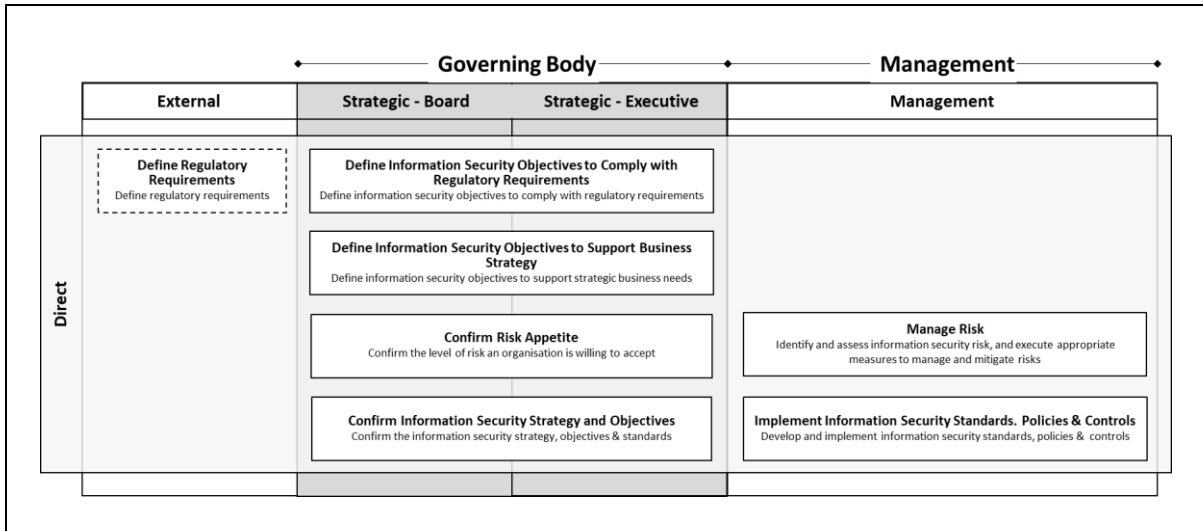 Governing Body
Management
External
Strategic - Board
Strategic - Executive
Management
Direct
Define Regulatory
Requirements
Define regulatory requirements
Define Information Security Objectives to Comply with
Regulatory Requirements
Define information security objectives to comply with regulatory requirements
Define Information Security Objectives to Support Business
Strategy
Define information security objectives to support strategic business needs
Confirm Risk Appetite
Confirm the level of risk an organisation is willing to accept
Manage Risk
Identify and assess information security risk, and execute appropriate
measures to manage and mitigate risks
Confirm Information Security Strategy and Objectives
Confirm the information security strategy, objectives & standards
Implement Information Security Standards. Policies & Controls
Develop and implement information security standards, policies & controls